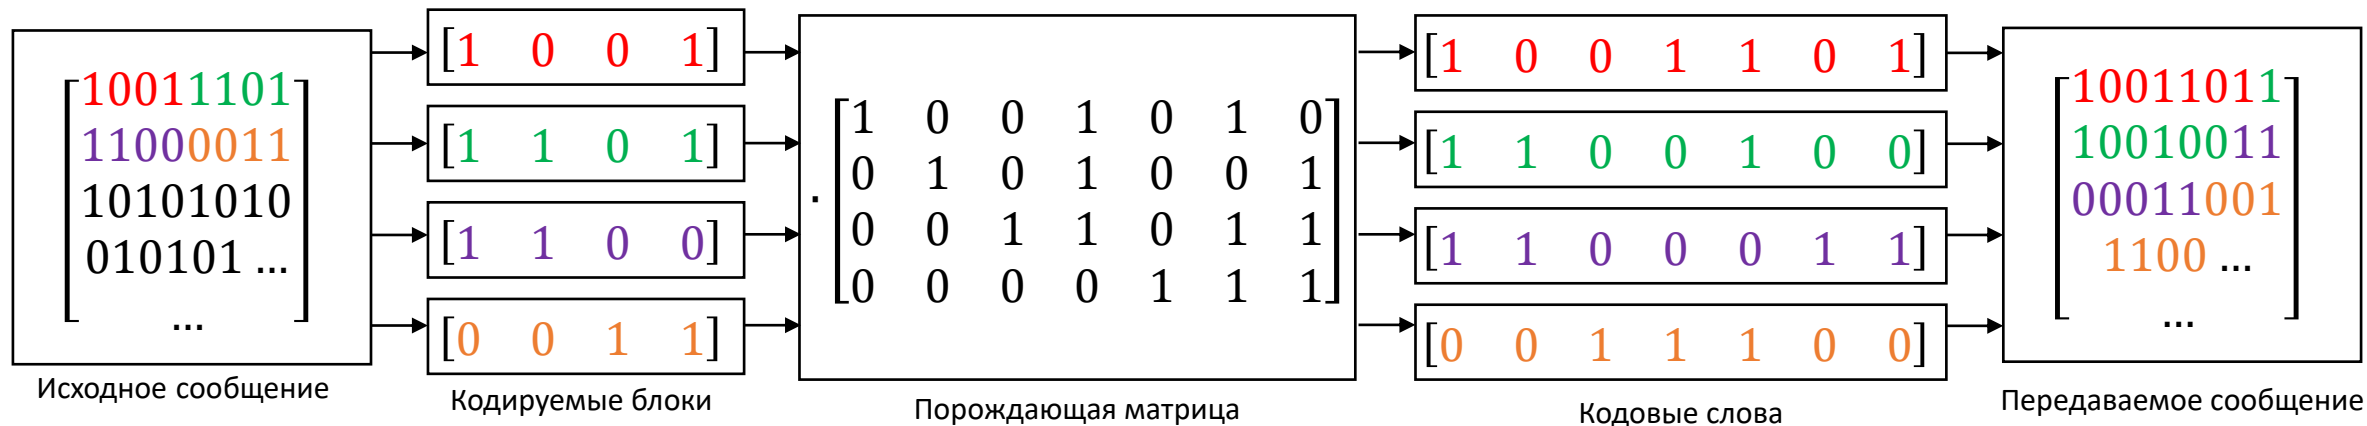 10011101
11000011
10101010
010101 ...
...
Исходное сообщение
[1 0 0 1]
[1 1 0 1]
[1 1 0 0]
[0 0 1 1]
Кодируемые блоки
.
1 0 0 1 0 1 0
0 1 0 1 0 0 1
0 0 1 1 0 1 1
0 0 0 0 1 1 1
Порождающая матрица
[1 0 0 1 1 0 1]
[1 1 0 0 1 0 0]
[1 1 0 0 0 1 1]
[0 0 1 1 1 0 0]
Кодовые слова
10011011
10010011
00011001
1100 ...
...
Передаваемое сообщение